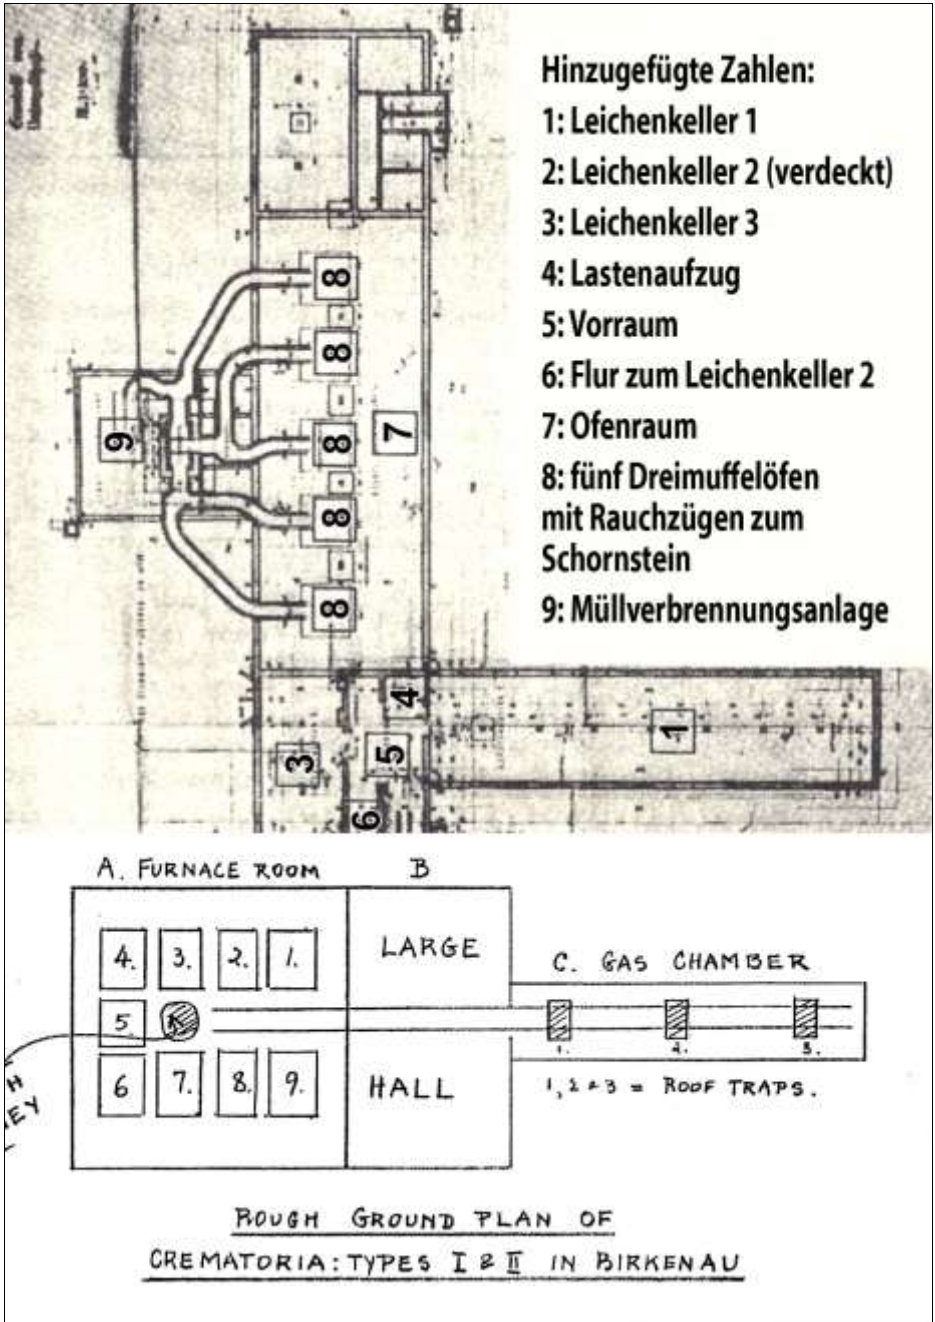 Hinzugefügte Zahlen:
1: Leichenkeller 1
2: Leichenkeller 2 (verdeckt)
3: Leichenkeller 3
4: Lastenaufzug
5: Vorraum
6: Flur zum Leichenkeller 2
7: Ofenraum
8: fünf Dreimuffelöfen
mit Rauchzügen zum
Schornstein
9: Müllverbrennungsanlage
8
8
9
8
7
8
8
4
1
3
5
6
A. FURNACE ROOM
B
4. 3. 2. 1.
LARGE
C. GAS CHAMBER
5
1. 2. 3.
6 7. 8. 9.
HALL
1, 2 + 3 = ROOF TRAPS.
ROUGH GROUND PLAN OF
CREMATORIA: TYPES I & II IN BIRKENAU